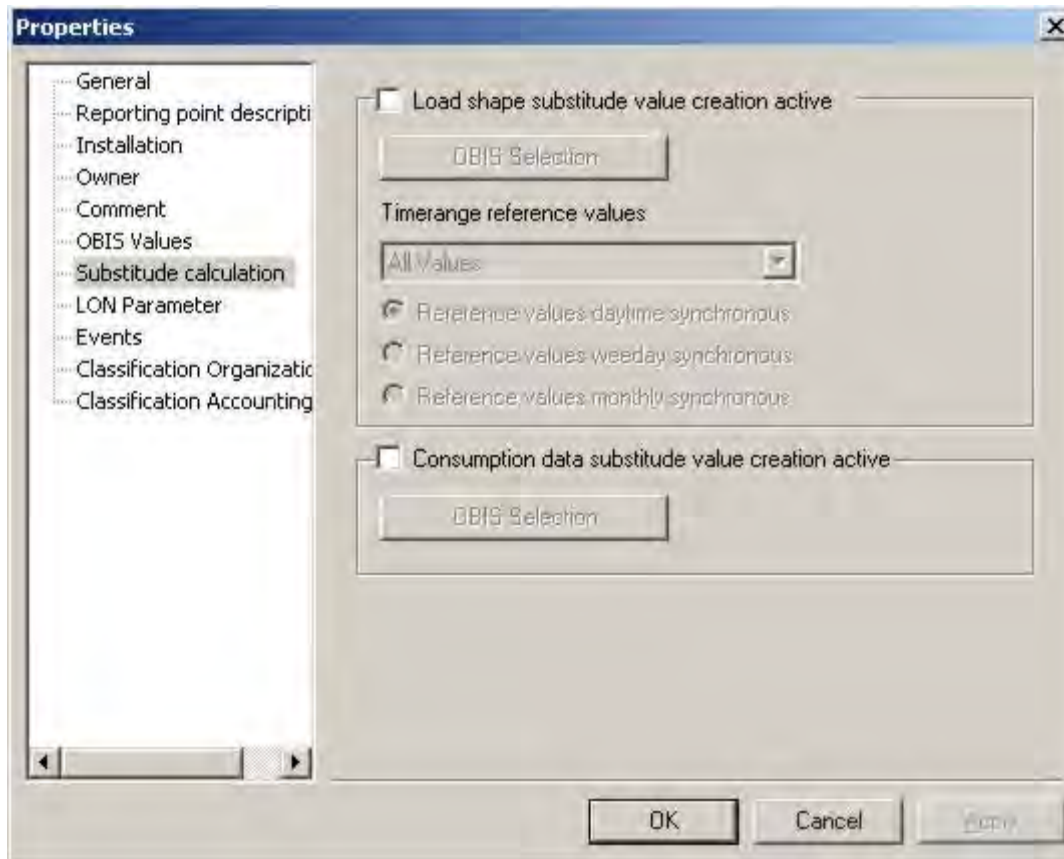 Properties
General
Reporting point descripti
Installation
Owner
Comment
OBIS Values
Substitude calculation
LON Parameter
Events
Classification Organizatic
Classification Accounting
Load shape substitude value creation active
OBIS Selection
Timerange reference values
All Values
Reference values daytime synchronous
Reference values weeday synchronous
Reference values monthly synchronous
Consumption data substitude value creation active
OBIS Selection
OK
Cancel
Apply